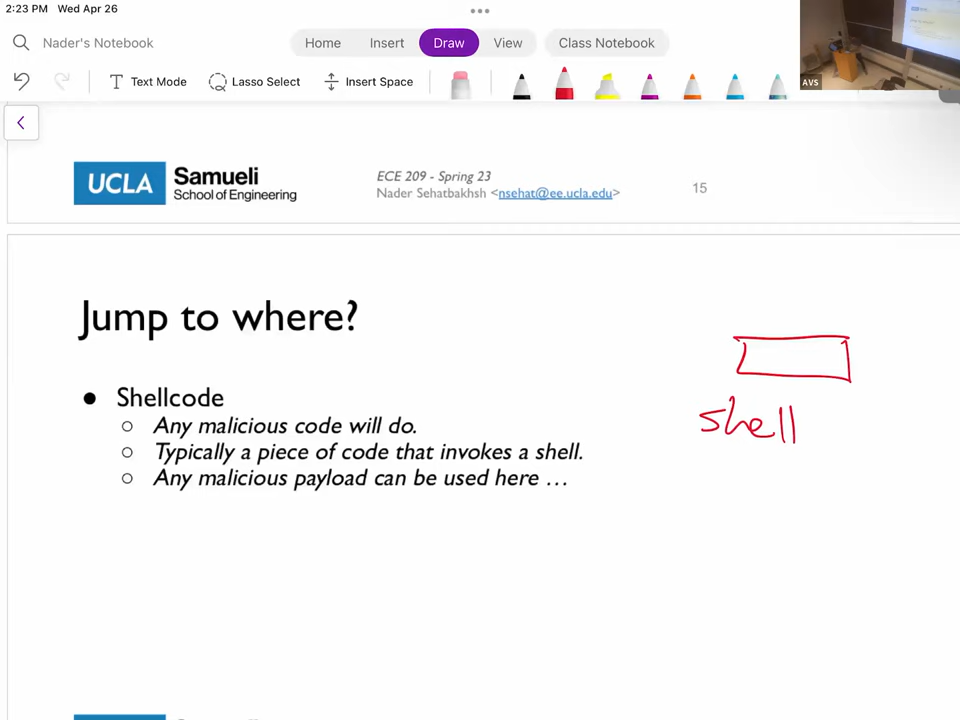 2:23 PM Wed Apr 26
Nader's Notebook
Home Insert Draw View Class Notebook
Text Mode Lasso Select Insert Space
AVS
UCLA Samueli School of Engineering
ECE 209 - Spring 23
Nader Sehatbakhsh <nsehat@ee.ucla.edu>
15
Jump to where?
● Shellcode
○ Any malicious code will do.
○ Typically a piece of code that invokes a shell.
○ Any malicious payload can be used here …
shell